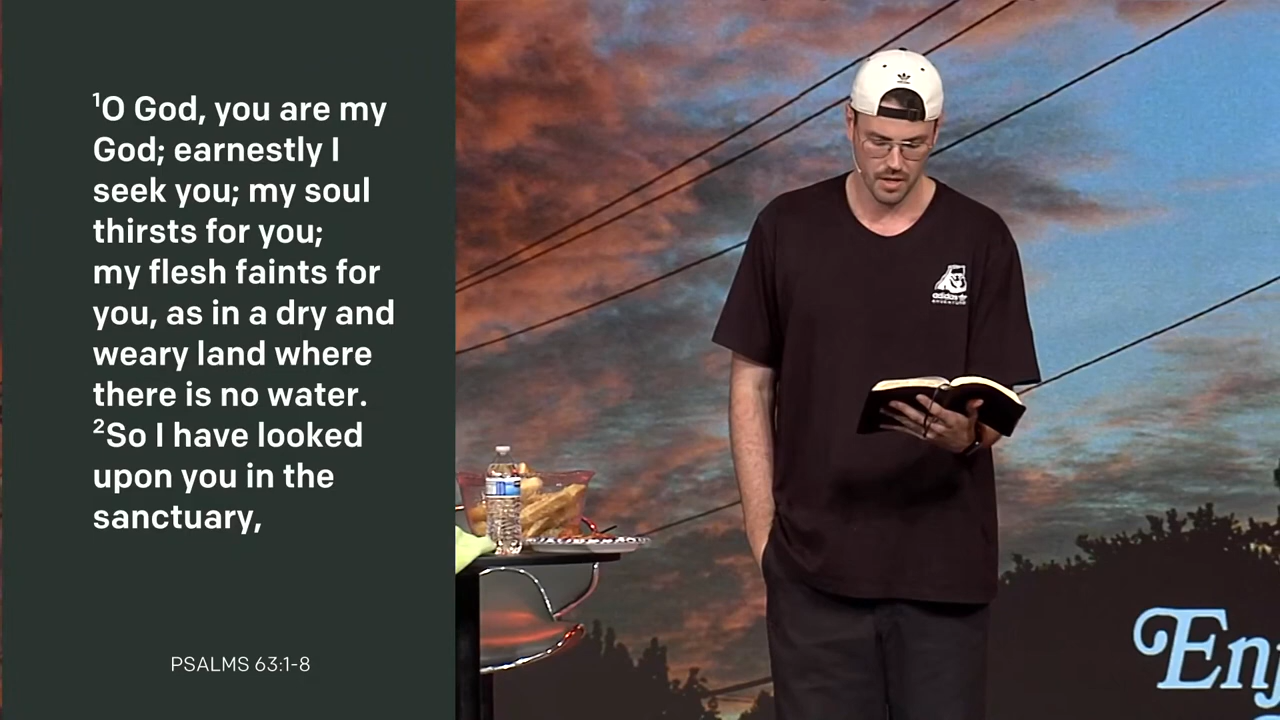 ¹O God, you are my
God; earnestly I
seek you; my soul
thirsts for you;
my flesh faints for
you, as in a dry and
weary land where
there is no water.
²So I have looked
upon you in the
sanctuary,
PSALMS 63:1-8
adidas
Enj